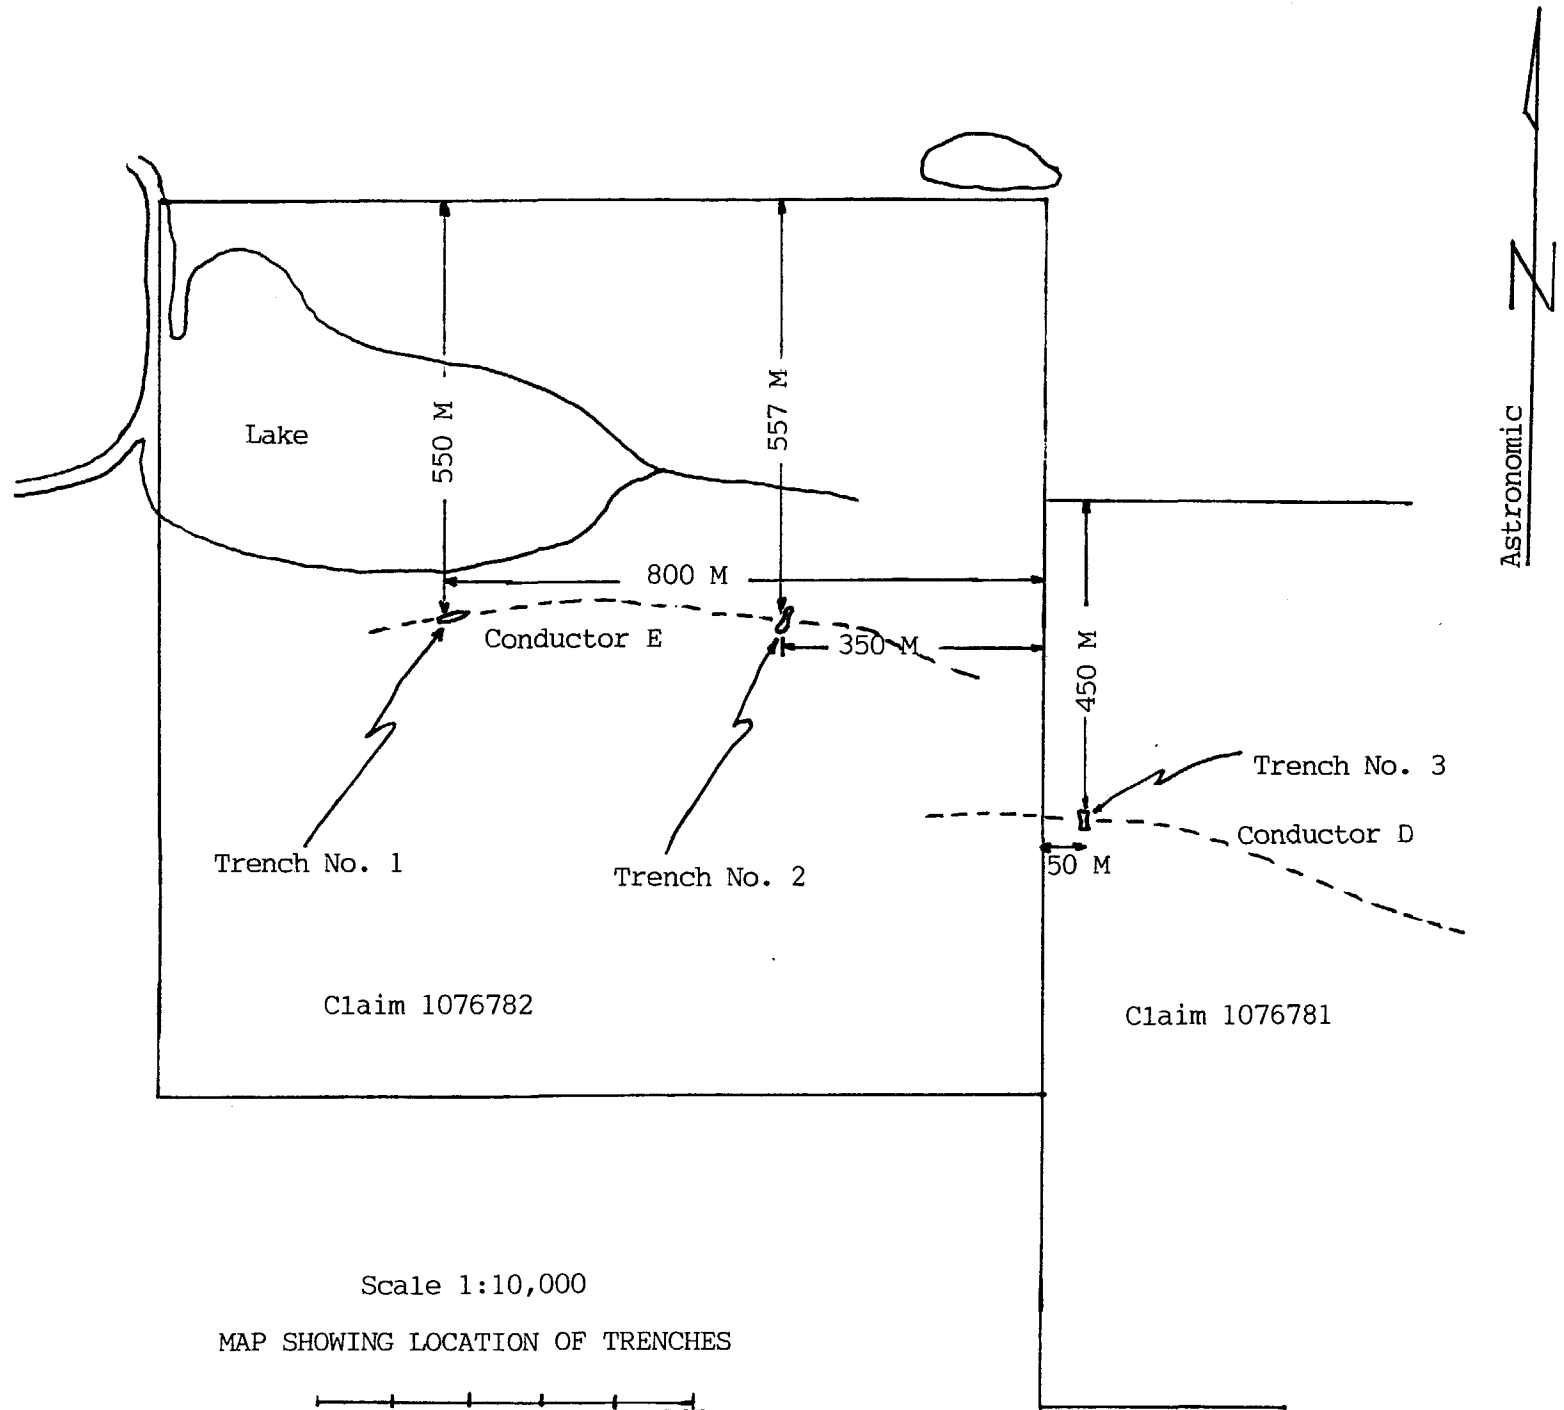 N
Astronomic
Lake
550 M
557 M
800 M
Conductor E
350 M
450 M
Trench No. 3
Conductor D
50 M
Trench No. 1
Trench No. 2
Claim 1076782
Claim 1076781
Scale 1:10,000
MAP SHOWING LOCATION OF TRENCHES